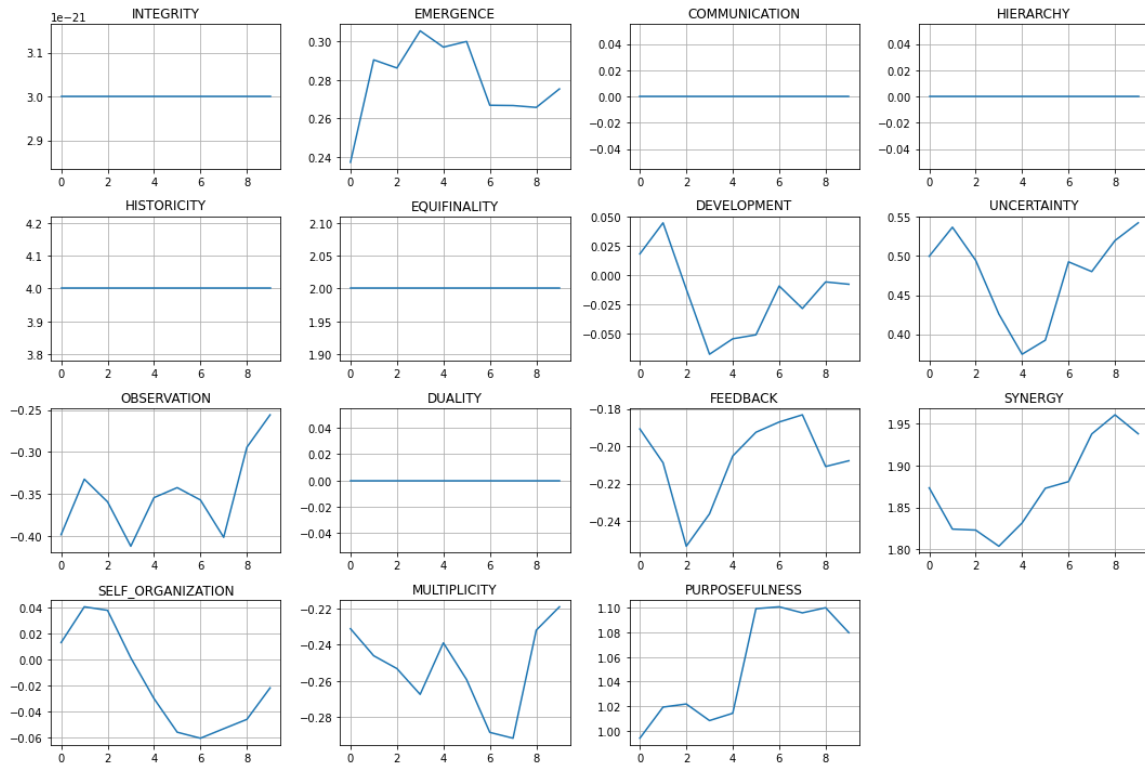 INTEGRITY EMERGENCE COMMUNICATION HIERARCHY
1e−21
3.1 0.30 0.04 0.04
0.28 0.02 0.02
3.0 0.26 0.00 0.00
−0.02 −0.02
2.9 0.24 −0.04 −0.04
0 2 4 6 8 0 2 4 6 8 0 2 4 6 8 0 2 4 6 8
HISTORICITY EQUIFINALITY DEVELOPMENT UNCERTAINTY
4.2 2.10 0.050 0.55
4.1 2.05 0.025 0.50
4.0 2.00 0.000 0.45
3.9 1.95 −0.025 0.40
3.8 1.90 −0.050
0 2 4 6 8 0 2 4 6 8 0 2 4 6 8 0 2 4 6 8
OBSERVATION DUALITY FEEDBACK SYNERGY
−0.25 0.04 −0.18 1.95
−0.30 0.02 −0.20 1.90
−0.35 0.00 −0.22 1.85
−0.40 −0.02 −0.24 1.80
−0.04
0 2 4 6 8 0 2 4 6 8 0 2 4 6 8 0 2 4 6 8
SELF_ORGANIZATION MULTIPLICITY PURPOSEFULNESS
0.04 −0.22 1.10
0.02 −0.24 1.08
0.00 −0.26 1.06
−0.02 −0.28 1.04
−0.04 1.02
−0.06 1.00
0 2 4 6 8 0 2 4 6 8 0 2 4 6 8